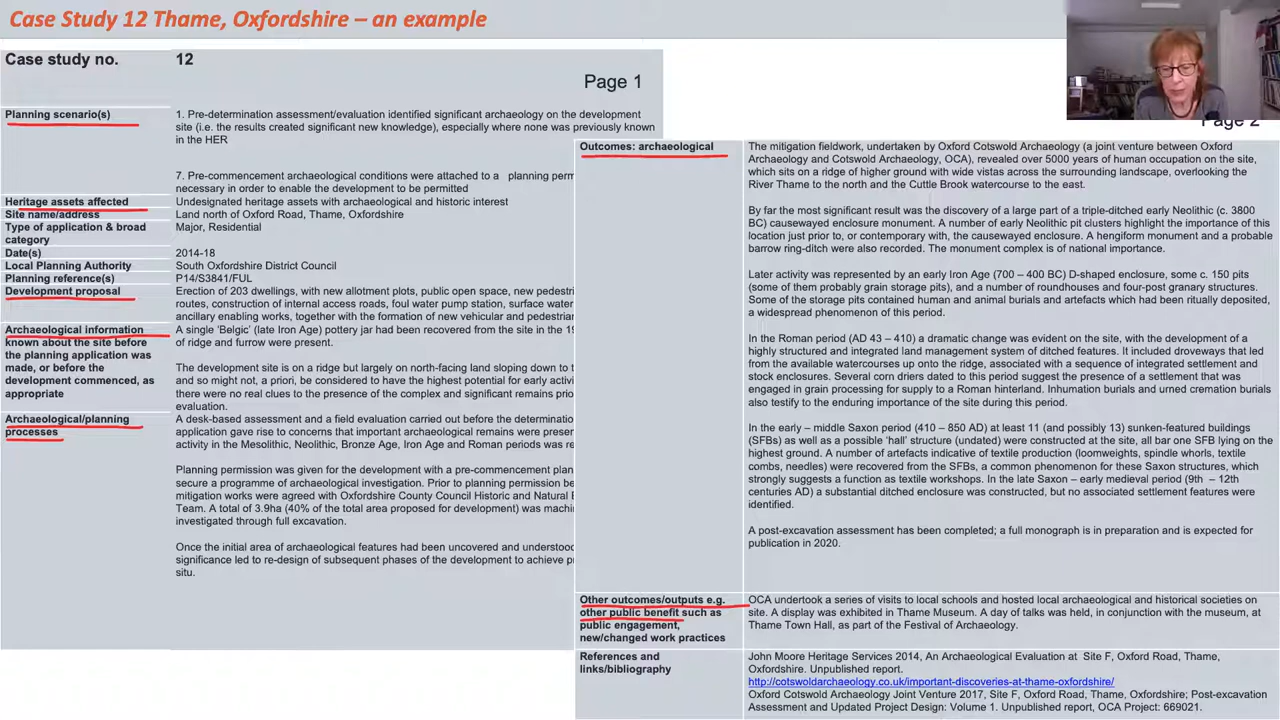 Case Study 12 Thame, Oxfordshire – an example
Case study no.
12
Page 1
Planning scenario(s)
1. Pre-determination assessment/evaluation identified significant archaeology on the development
site (i.e. the results created significant new knowledge), especially where none was previously known
in the HER
7. Pre-commencement archaeological conditions were attached to a planning perm
necessary in order to enable the development to be permitted
Heritage assets affected
Undesignated heritage assets with archaeological and historic interest
Site name/address
Land north of Oxford Road, Thame, Oxfordshire
Type of application & broad
category
Major, Residential
Date(s)
2014-18
Local Planning Authority
South Oxfordshire District Council
Planning reference(s)
P14/S3841/FUL
Development proposal
Erection of 203 dwellings, with new allotment plots, public open space, new pedestri
routes, construction of internal access roads, foul water pump station, surface water
ancillary enabling works, together with the formation of new vehicular and pedestrian
Archaeological information
known about the site before
the planning application was
made, or before the
development commenced, as
appropriate
A single 'Belgic' (late Iron Age) pottery jar had been recovered from the site in the 19
of ridge and furrow were present.
The development site is on a ridge but largely on north-facing land sloping down to t
and so might not, a priori, be considered to have the highest potential for early activi
there were no real clues to the presence of the complex and significant remains prio
evaluation.
Archaeological/planning
processes
A desk-based assessment and a field evaluation carried out before the determinatio
application gave rise to concerns that important archaeological remains were presen
activity in the Mesolithic, Neolithic, Bronze Age, Iron Age and Roman periods was re
Planning permission was given for the development with a pre-commencement plan
secure a programme of archaeological investigation. Prior to planning permission be
mitigation works were agreed with Oxfordshire County Council Historic and Natural E
Team. A total of 3.9ha (40% of the total area proposed for development) was machi
investigated through full excavation.
Once the initial area of archaeological features had been uncovered and understood
significance led to re-design of subsequent phases of the development to achieve p
situ.
Page 2
Outcomes: archaeological
The mitigation fieldwork, undertaken by Oxford Cotswold Archaeology (a joint venture between Oxford
Archaeology and Cotswold Archaeology, OCA), revealed over 5000 years of human occupation on the site,
which sits on a ridge of higher ground with wide vistas across the surrounding landscape, overlooking the
River Thame to the north and the Cuttle Brook watercourse to the east.
By far the most significant result was the discovery of a large part of a triple-ditched early Neolithic (c. 3800
BC) causewayed enclosure monument. A number of early Neolithic pit clusters highlight the importance of this
location just prior to, or contemporary with, the causewayed enclosure. A hengiform monument and a probable
barrow ring-ditch were also recorded. The monument complex is of national importance.
Later activity was represented by an early Iron Age (700 – 400 BC) D-shaped enclosure, some c. 150 pits
(some of them probably grain storage pits), and a number of roundhouses and four-post granary structures.
Some of the storage pits contained human and animal burials and artefacts which had been ritually deposited,
a widespread phenomenon of this period.
In the Roman period (AD 43 – 410) a dramatic change was evident on the site, with the development of a
highly structured and integrated land management system of ditched features. It included droveways that led
from the available watercourses up onto the ridge, associated with a sequence of integrated settlement and
stock enclosures. Several corn driers dated to this period suggest the presence of a settlement that was
engaged in grain processing for supply to a Roman hinterland. Inhumation burials and urned cremation burials
also testify to the enduring importance of the site during this period.
In the early – middle Saxon period (410 – 850 AD) at least 11 (and possibly 13) sunken-featured buildings
(SFBs) as well as a possible 'hall' structure (undated) were constructed at the site, all bar one SFB lying on the
highest ground. A number of artefacts indicative of textile production (loomweights, spindle whorls, textile
combs, needles) were recovered from the SFBs, a common phenomenon for these Saxon structures, which
strongly suggests a function as textile workshops. In the late Saxon – early medieval period (9th – 12th
centuries AD) a substantial ditched enclosure was constructed, but no associated settlement features were
identified.
A post-excavation assessment has been completed; a full monograph is in preparation and is expected for
publication in 2020.
Other outcomes/outputs e.g.
other public benefit such as
public engagement,
new/changed work practices
OCA undertook a series of visits to local schools and hosted local archaeological and historical societies on
site. A display was exhibited in Thame Museum. A day of talks was held, in conjunction with the museum, at
Thame Town Hall, as part of the Festival of Archaeology.
References and
links/bibliography
John Moore Heritage Services 2014, An Archaeological Evaluation at Site F, Oxford Road, Thame,
Oxfordshire. Unpublished report.
http://cotswoldarchaeology.co.uk/important-discoveries-at-thame-oxfordshire/
Oxford Cotswold Archaeology Joint Venture 2017, Site F, Oxford Road, Thame, Oxfordshire; Post-excavation
Assessment and Updated Project Design: Volume 1. Unpublished report, OCA Project: 669021.